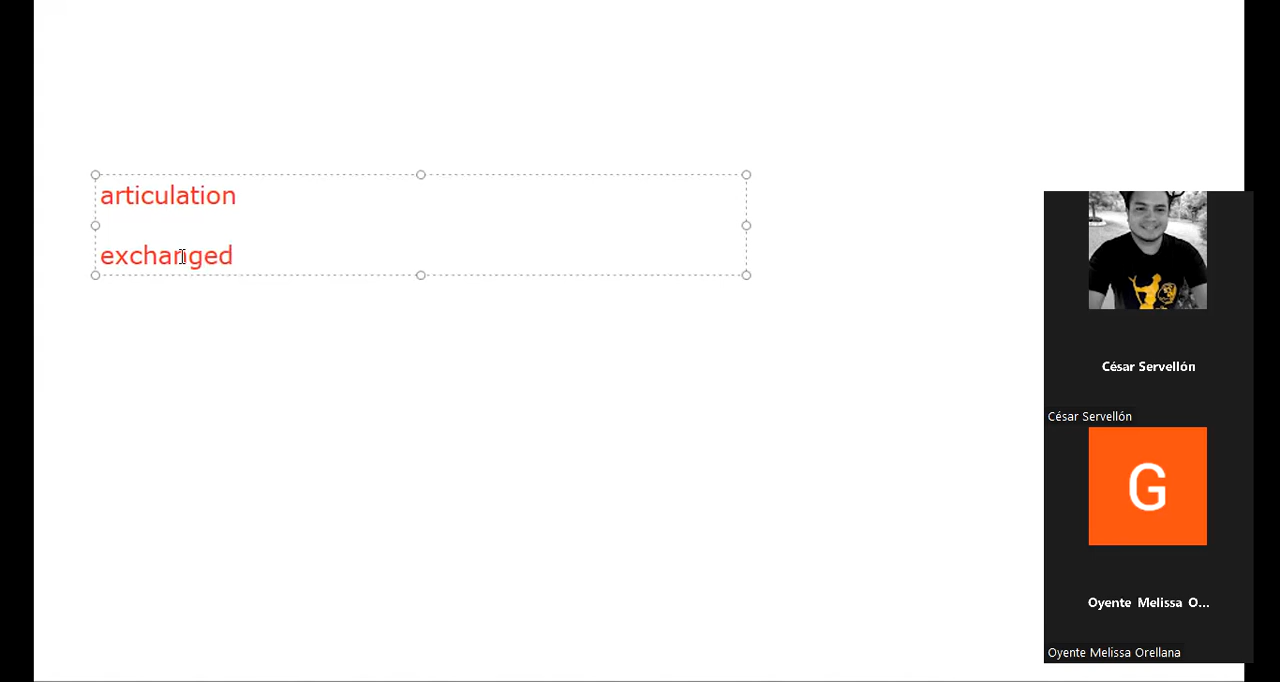 articulation
exchanged
César Servellón
César Servellón
G
Oyente Melissa O...
Oyente Melissa Orellana